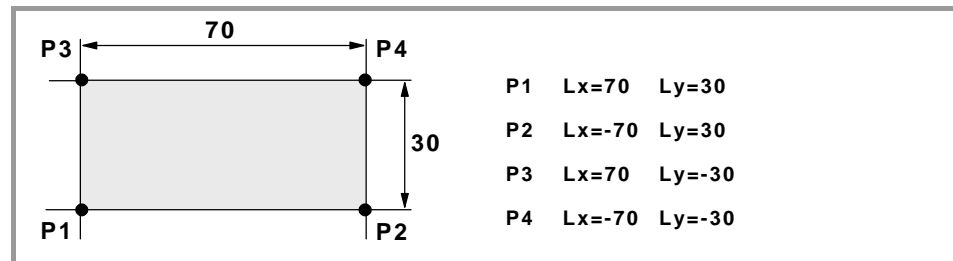 70
P3 P4
30
P1 P2
P1 Lx=70 Ly=30
P2 Lx=-70 Ly=30
P3 Lx=70 Ly=-30
P4 Lx=-70 Ly=-30